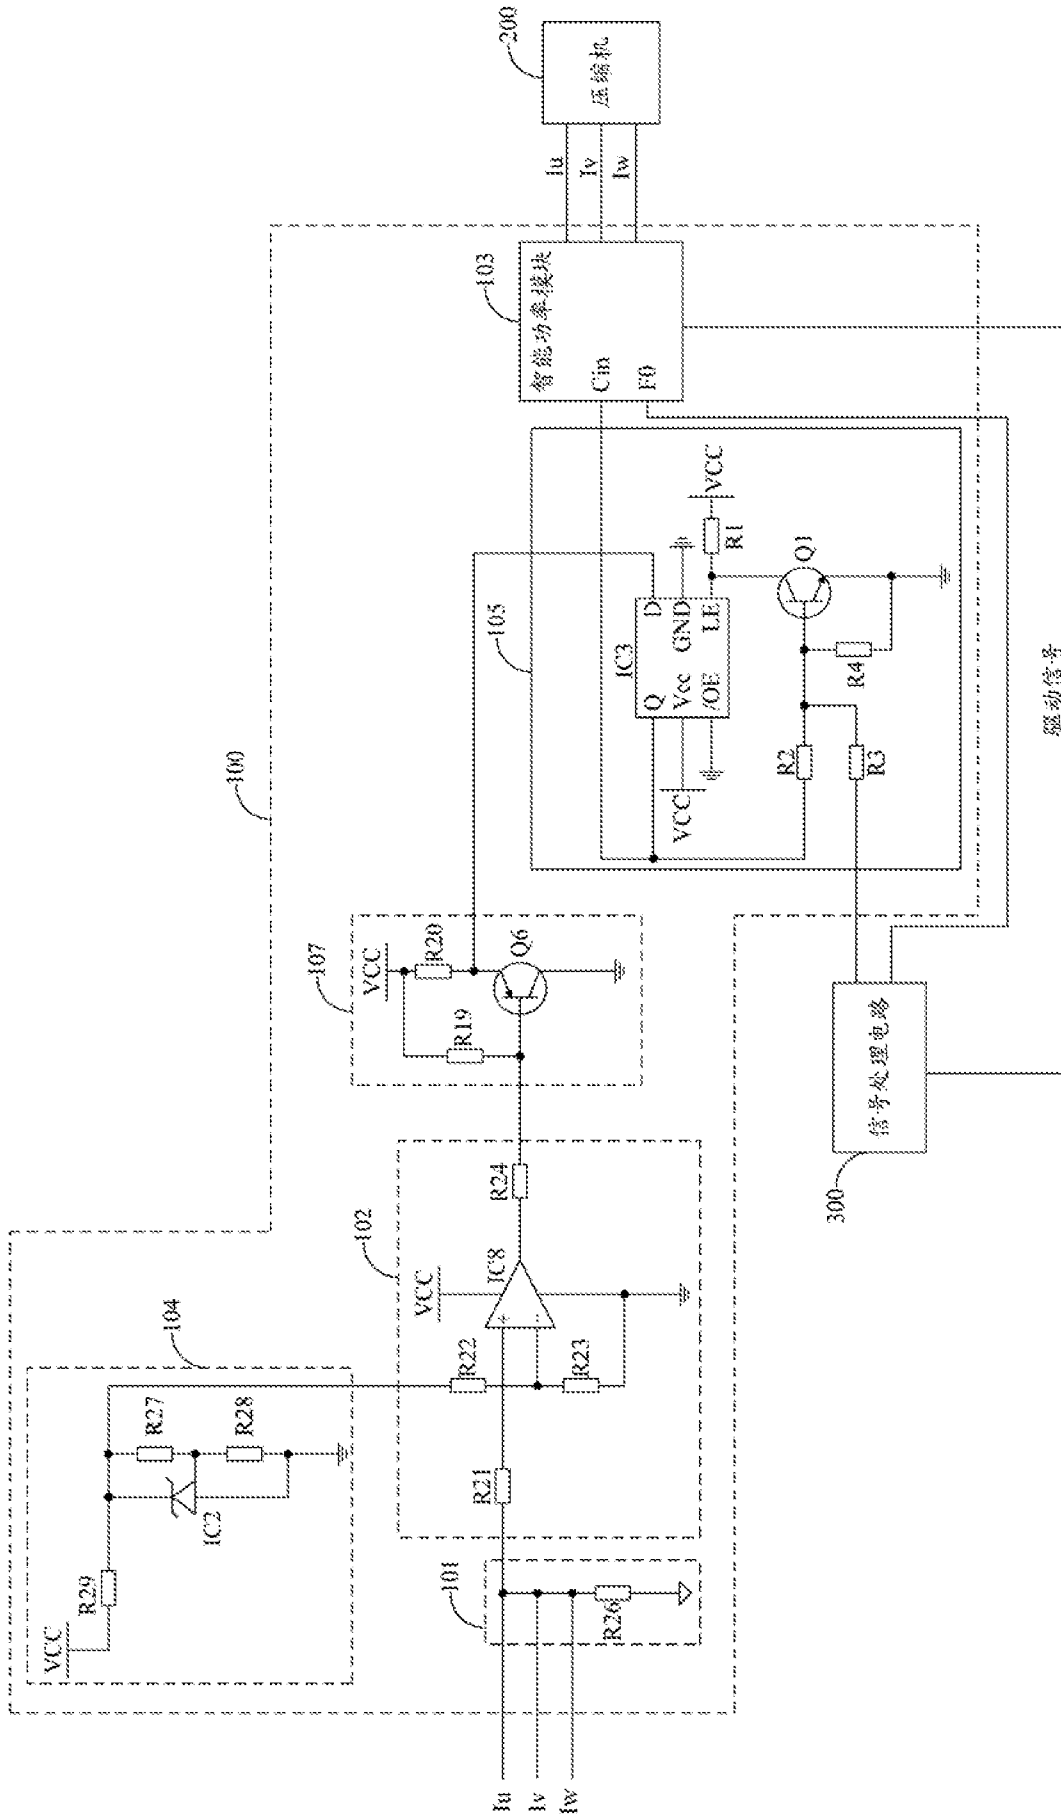 100
104
VCC
R29
IC2
R27
R28
102
VCC
IC8
+
-
R21
R22
R23
R24
101
R26
Iu
Iv
Iw
107
VCC
R19
R20
Q6
105
IC3
Q
D
Vcc
GND
/OE
LE
VCC
VCC
R1
R2
R3
R4
Q1
103
智能功率模块
Cin
F0
Iu
Iv
Iw
200
压缩机
300
信号处理电路
驱动信号